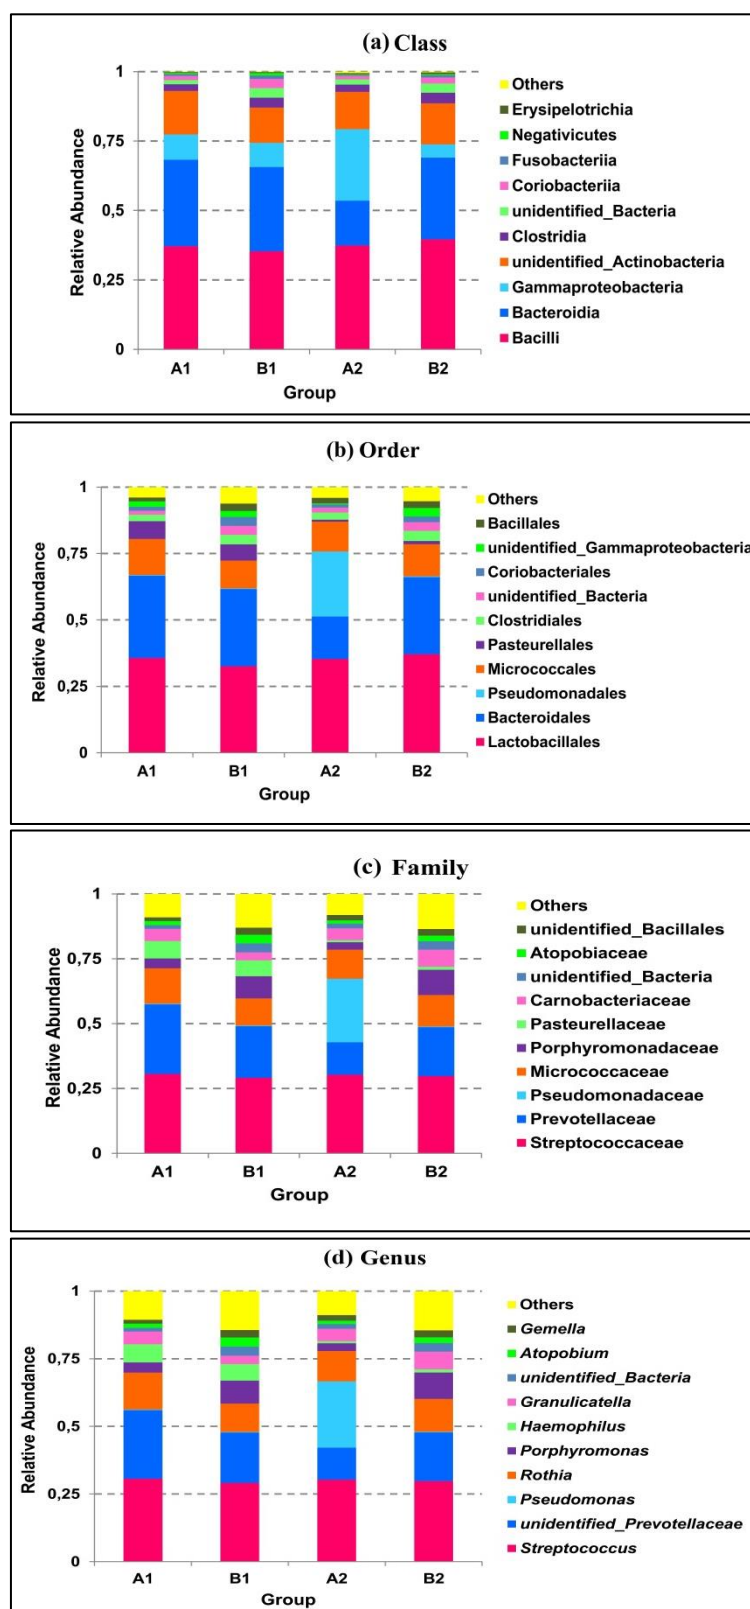 (a) Class
Relative Abundance
1
0,75
0,5
0,25
0
A1 B1 A2 B2
Group
Others
Erysipelotrichia
Negativicutes
Fusobacteriia
Coriobacteriia
unidentified_Bacteria
Clostridia
unidentified_Actinobacteria
Gammaproteobacteria
Bacteroidia
Bacilli
(b) Order
Relative Abundance
1
0,75
0,5
0,25
0
A1 B1 A2 B2
Group
Others
Bacillales
unidentified_Gammaproteobacteria
Coriobacteriales
unidentified_Bacteria
Clostridiales
Pasteurellales
Micrococcales
Pseudomonadales
Bacteroidales
Lactobacillales
(c) Family
Relative Abundance
1
0,75
0,5
0,25
0
A1 B1 A2 B2
Group
Others
unidentified_Bacillales
Atopobiaceae
unidentified_Bacteria
Carnobacteriaceae
Pasteurellaceae
Porphyromonadaceae
Micrococcaceae
Pseudomonadaceae
Prevotellaceae
Streptococcaceae
(d) Genus
Relative Abundance
1
0,75
0,5
0,25
0
A1 B1 A2 B2
Group
Others
Gemella
Atopobium
unidentified_Bacteria
Granulicatella
Haemophilus
Porphyromonas
Rothia
Pseudomonas
unidentified_Prevotellaceae
Streptococcus